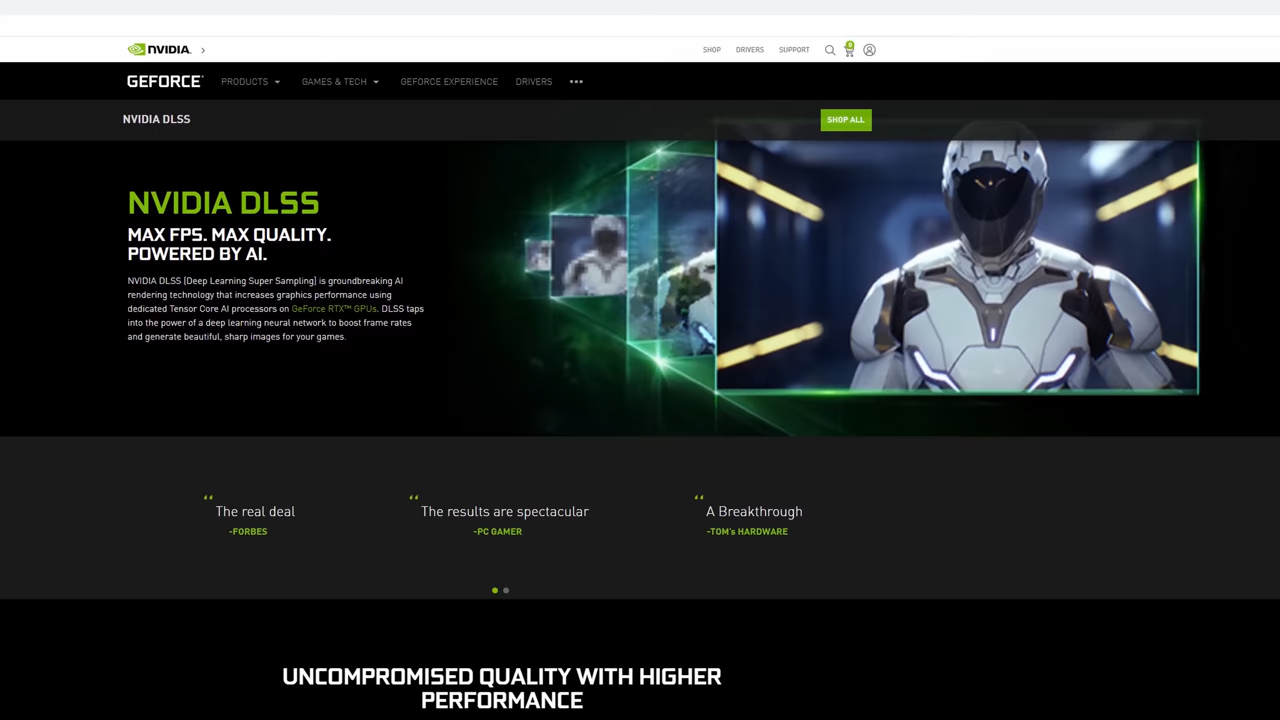 NVIDIA
SHOP
DRIVERS
SUPPORT
0
GEFORCE
PRODUCTS
GAMES & TECH
GEFORCE EXPERIENCE
DRIVERS
NVIDIA DLSS
SHOP ALL
NVIDIA DLSS
MAX FPS. MAX QUALITY.
POWERED BY AI.
NVIDIA DLSS (Deep Learning Super Sampling) is groundbreaking AI
rendering technology that increases graphics performance using
dedicated Tensor Core AI processors on GeForce RTX™ GPUs. DLSS taps
into the power of a deep learning neural network to boost frame rates
and generate beautiful, sharp images for your games.
“ The real deal
-FORBES
“ The results are spectacular
-PC GAMER
“ A Breakthrough
-TOM's HARDWARE
UNCOMPROMISED QUALITY WITH HIGHER
PERFORMANCE